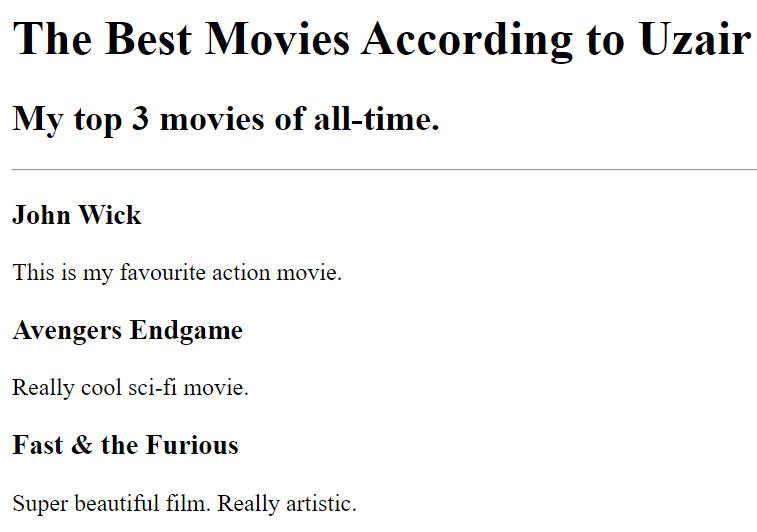 The Best Movies According to Uzair
My top 3 movies of all-time.
John Wick
This is my favourite action movie.
Avengers Endgame
Really cool sci-fi movie.
Fast & the Furious
Super beautiful film. Really artistic.